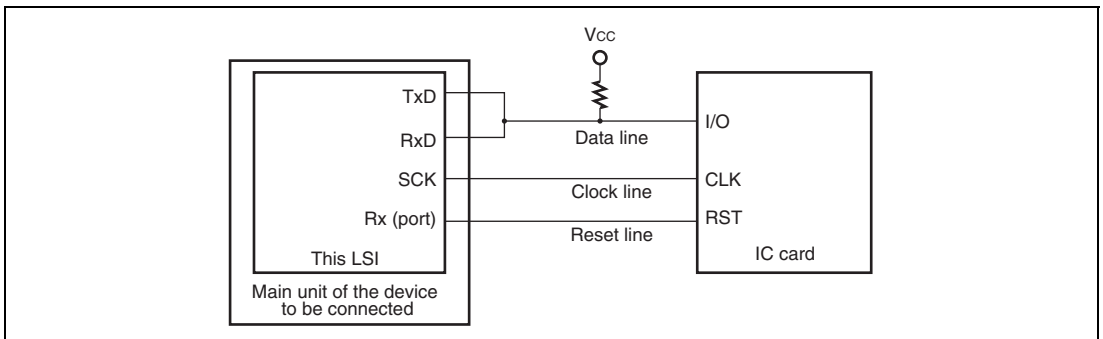 Vcc
TxD
RxD
Data line
I/O
SCK
Clock line
CLK
Rx (port)
Reset line
RST
This LSI
IC card
Main unit of the device
to be connected